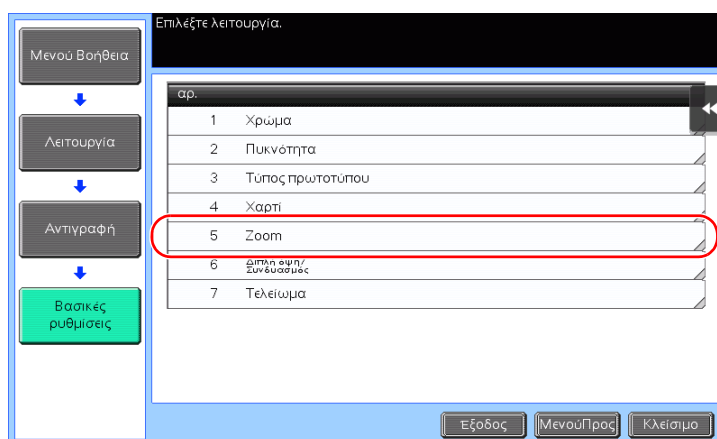 Επιλέξτε λειτουργία.
Μενού Βοήθεια
Λειτουργία
Αντιγραφή
Βασικές
ρυθμίσεις
αρ.
1 Χρώμα
2 Πυκνότητα
3 Τύπος πρωτοτύπου
4 Χαρτί
5 Zoom
6 Διπλή όψη/
Συνδυασμός
7 Τελείωμα
Έξοδος ΜενούΠρος Κλείσιμο